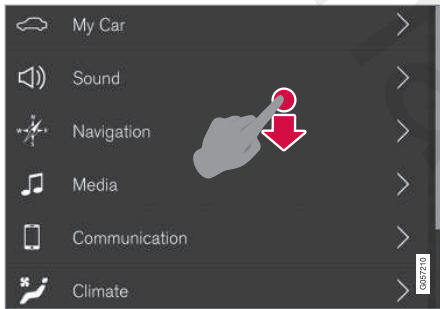 My Car
Sound
Navigation
Media
Communication
Climate
G057210